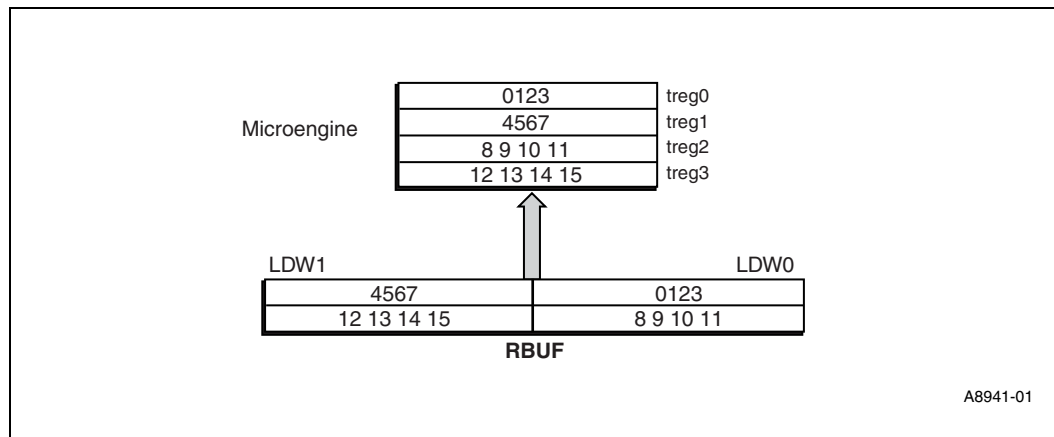 0123 treg0
Microengine 4567 treg1
8 9 10 11 treg2
12 13 14 15 treg3
LDW1 LDW0
4567 0123
12 13 14 15 8 9 10 11
RBUF
A8941-01